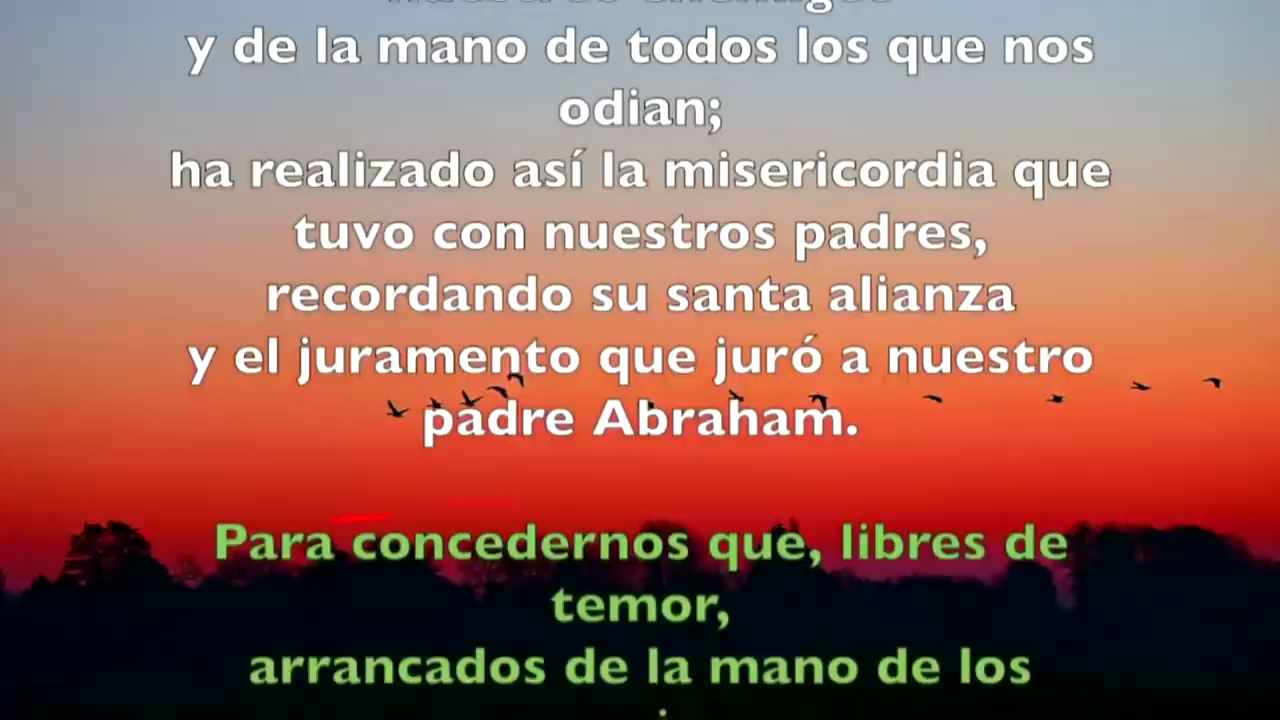 y de la mano de todos los que nos
odian;
ha realizado así la misericordia que
tuvo con nuestros padres,
recordando su santa alianza
y el juramento que juró a nuestro
padre Abraham.
Para concedernos que, libres de
temor,
arrancados de la mano de los